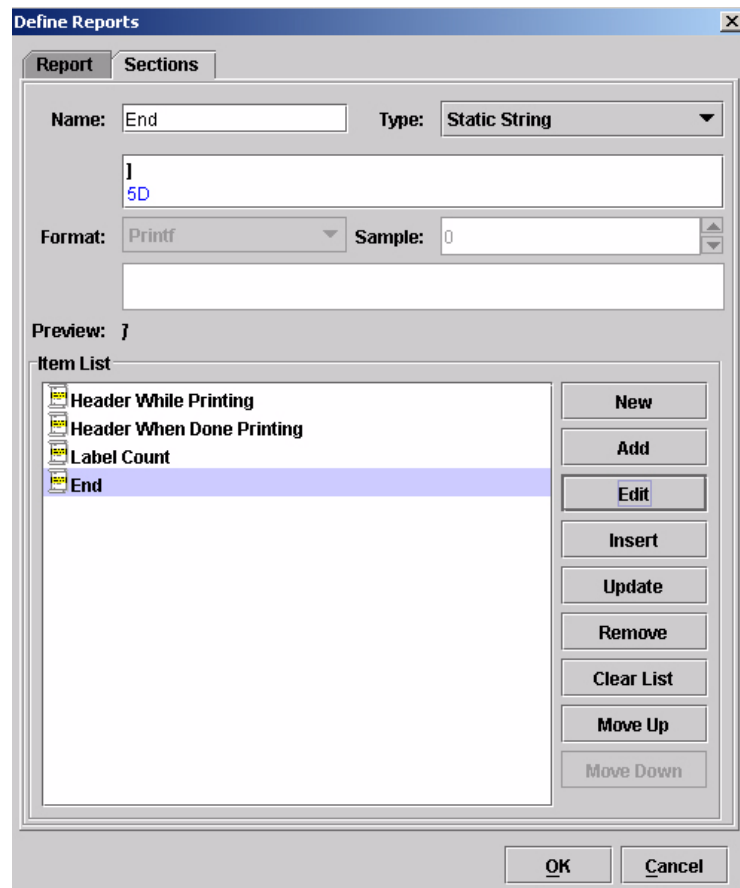 Define Reports
Report Sections
Name: End Type: Static String
]
5D
Format: Printf Sample: 0
Preview: ]
Item List
Header While Printing
Header When Done Printing
Label Count
End
New
Add
Edit
Insert
Update
Remove
Clear List
Move Up
Move Down
OK Cancel